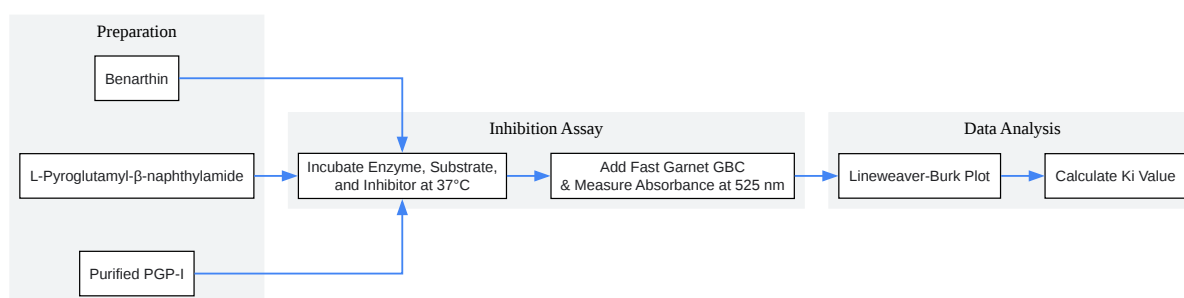 Preparation
Benarthin
L-Pyroglutamyl-β-naphthylamide
Purified PGP-I
Inhibition Assay
Incubate Enzyme, Substrate,
and Inhibitor at 37°C
Add Fast Garnet GBC
& Measure Absorbance at 525 nm
Data Analysis
Lineweaver-Burk Plot
Calculate Ki Value